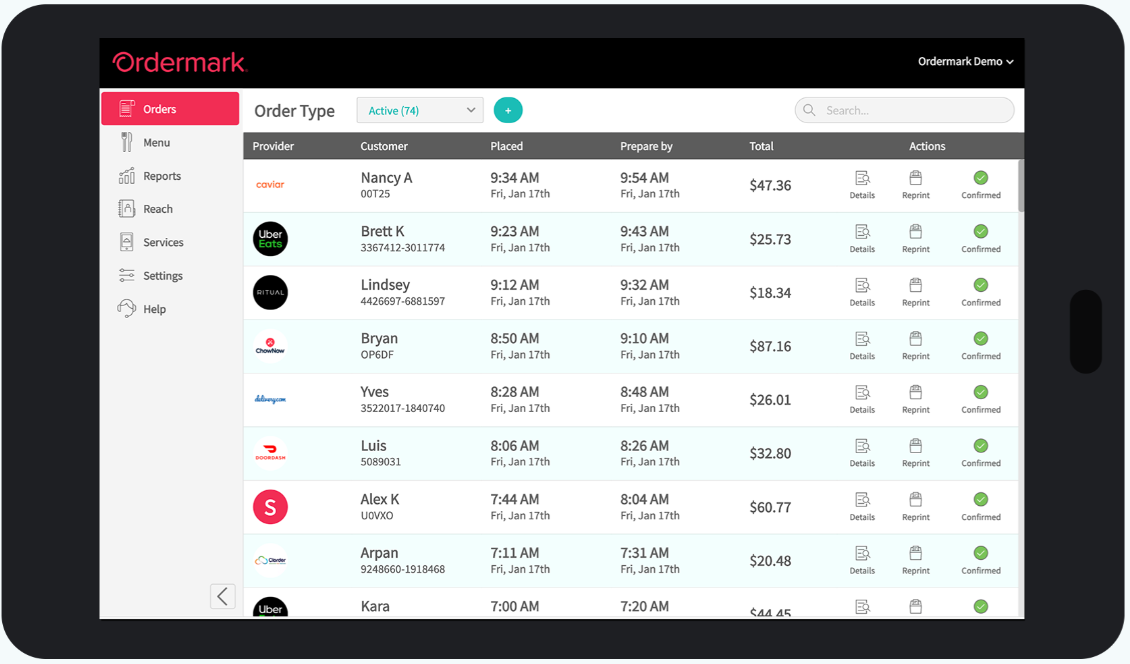 Ordermark
Ordermark Demo
Orders
Menu
Reports
Reach
Services
Settings
Help
Order Type
Active (74)
+
Search...
Provider Customer Placed Prepare by Total Actions
caviar
Nancy A 9:34 AM 9:54 AM
00T25 Fri, Jan 17th Fri, Jan 17th
$47.36
Details Reprint Confirmed
Uber
Eats
Brett K 9:23 AM 9:43 AM
3367412-3011774 Fri, Jan 17th Fri, Jan 17th
$25.73
Details Reprint Confirmed
RITUAL
Lindsey 9:12 AM 9:32 AM
4426697-6881597 Fri, Jan 17th Fri, Jan 17th
$18.34
Details Reprint Confirmed
ChowNow
Bryan 8:50 AM 9:10 AM
OP6DF Fri, Jan 17th Fri, Jan 17th
$87.16
Details Reprint Confirmed
delivery.com
Yves 8:28 AM 8:48 AM
3522017-1840740 Fri, Jan 17th Fri, Jan 17th
$26.01
Details Reprint Confirmed
DOORDASH
Luis 8:06 AM 8:26 AM
5089031 Fri, Jan 17th Fri, Jan 17th
$32.80
Details Reprint Confirmed
S
Alex K 7:44 AM 8:04 AM
U0VXO Fri, Jan 17th Fri, Jan 17th
$60.77
Details Reprint Confirmed
Clorder
Arpan 7:11 AM 7:31 AM
9248660-1918468 Fri, Jan 17th Fri, Jan 17th
$20.48
Details Reprint Confirmed
Uber
Kara 7:00 AM 7:20 AM
$44.45